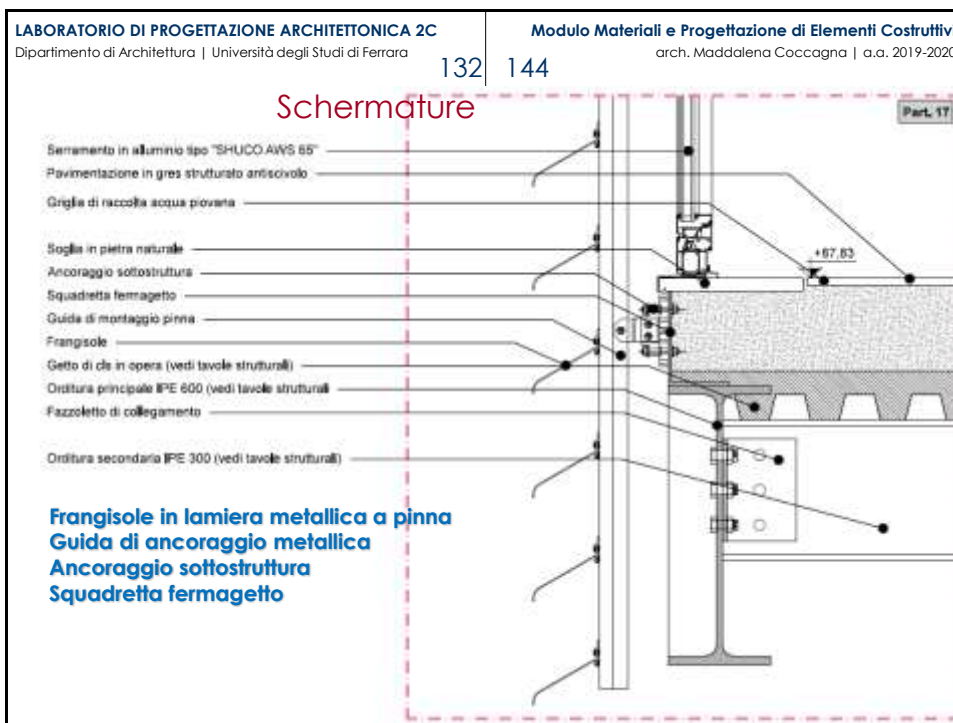 LABORATORIO DI PROGETTAZIONE ARCHITETTONICA 2C
Dipartimento di Architettura | Università degli Studi di Ferrara
132 144
Modulo Materiali e Progettazione di Elementi Costruttivi
arch. Maddalena Coccagna | a.a. 2019-2020
Schermature
Part. 17
Serramento in alluminio tipo "SHUCO AWS 65"
Pavimentazione in gres strutturato antiscivolo
Griglia di raccolta acqua piovana
+67.63
Soglia in pietra naturale
Ancoraggio sottostruttura
Squadretta fermagetto
Guida di montaggio pinna
Frangisole
Getto di cls in opera (vedi tavole strutturali)
Orditura principale IPE 600 (vedi tavole strutturali
Fazzoletto di collegamento
Orditura secondaria IPE 300 (vedi tavole strutturali)
Frangisole in lamiera metallica a pinna
Guida di ancoraggio metallica
Ancoraggio sottostruttura
Squadretta fermagetto